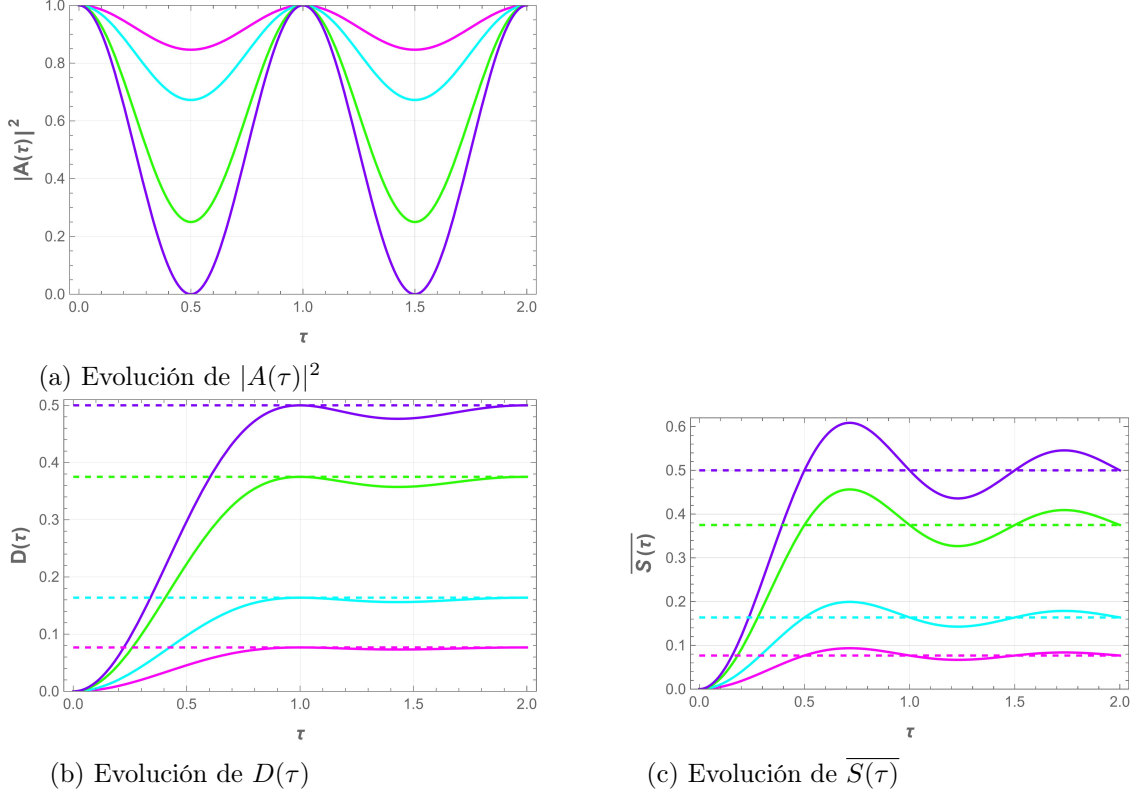 1.0
0.8
0.6
0.4
0.2
0.0
|A(τ)|²
0.0 0.5 1.0 1.5 2.0
τ
(a) Evolución de |A(τ)|²
0.5
0.4
0.3
0.2
0.1
0.0
D(τ)
0.0 0.5 1.0 1.5 2.0
τ
(b) Evolución de D(τ)
0.6
0.5
0.4
0.3
0.2
0.1
0.0
S̅(̅τ̅)̅
0.0 0.5 1.0 1.5 2.0
τ
(c) Evolución de S̅(̅τ̅)̅